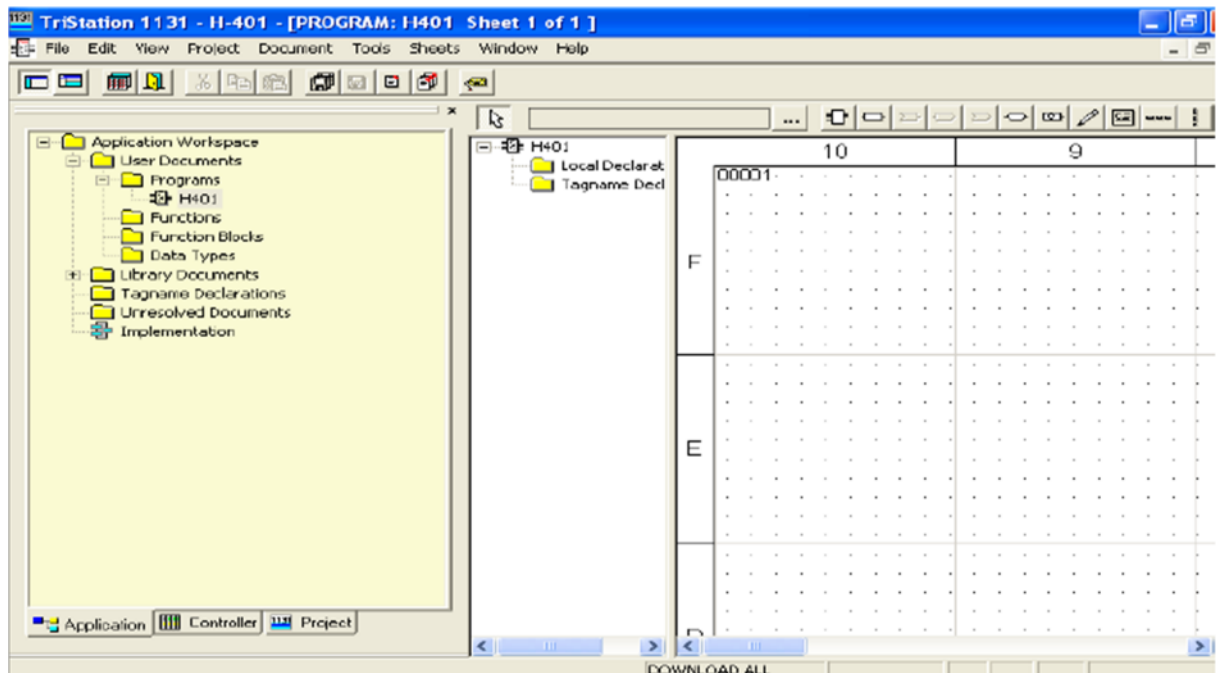 TriStation 1131 - H-401 - [PROGRAM: H401 Sheet 1 of 1 ]
File Edit View Project Document Tools Sheets Window Help
...
Application Workspace
User Documents
Programs
H401
Functions
Function Blocks
Data Types
Library Documents
Tagname Declarations
Unresolved Documents
Implementation
H401
Local Declarat
Tagname Decl
10 9
00001
F
E
D
Application Controller Project
DOWNLOAD ALL